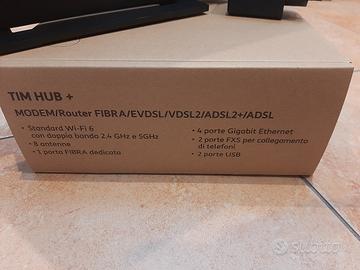 TIM HUB +
MODEM/Router FIBRA/EVDSL/VDSL2/ADSL2+/ADSL
• Standard Wi-Fi 6
con doppia banda 2.4 GHz e 5GHz
• 8 antenne
• 1 porta FIBRA dedicata
• 4 porte Gigabit Ethernet
• 2 porte FXS per collegamento
di telefoni
• 2 porte USB
subito